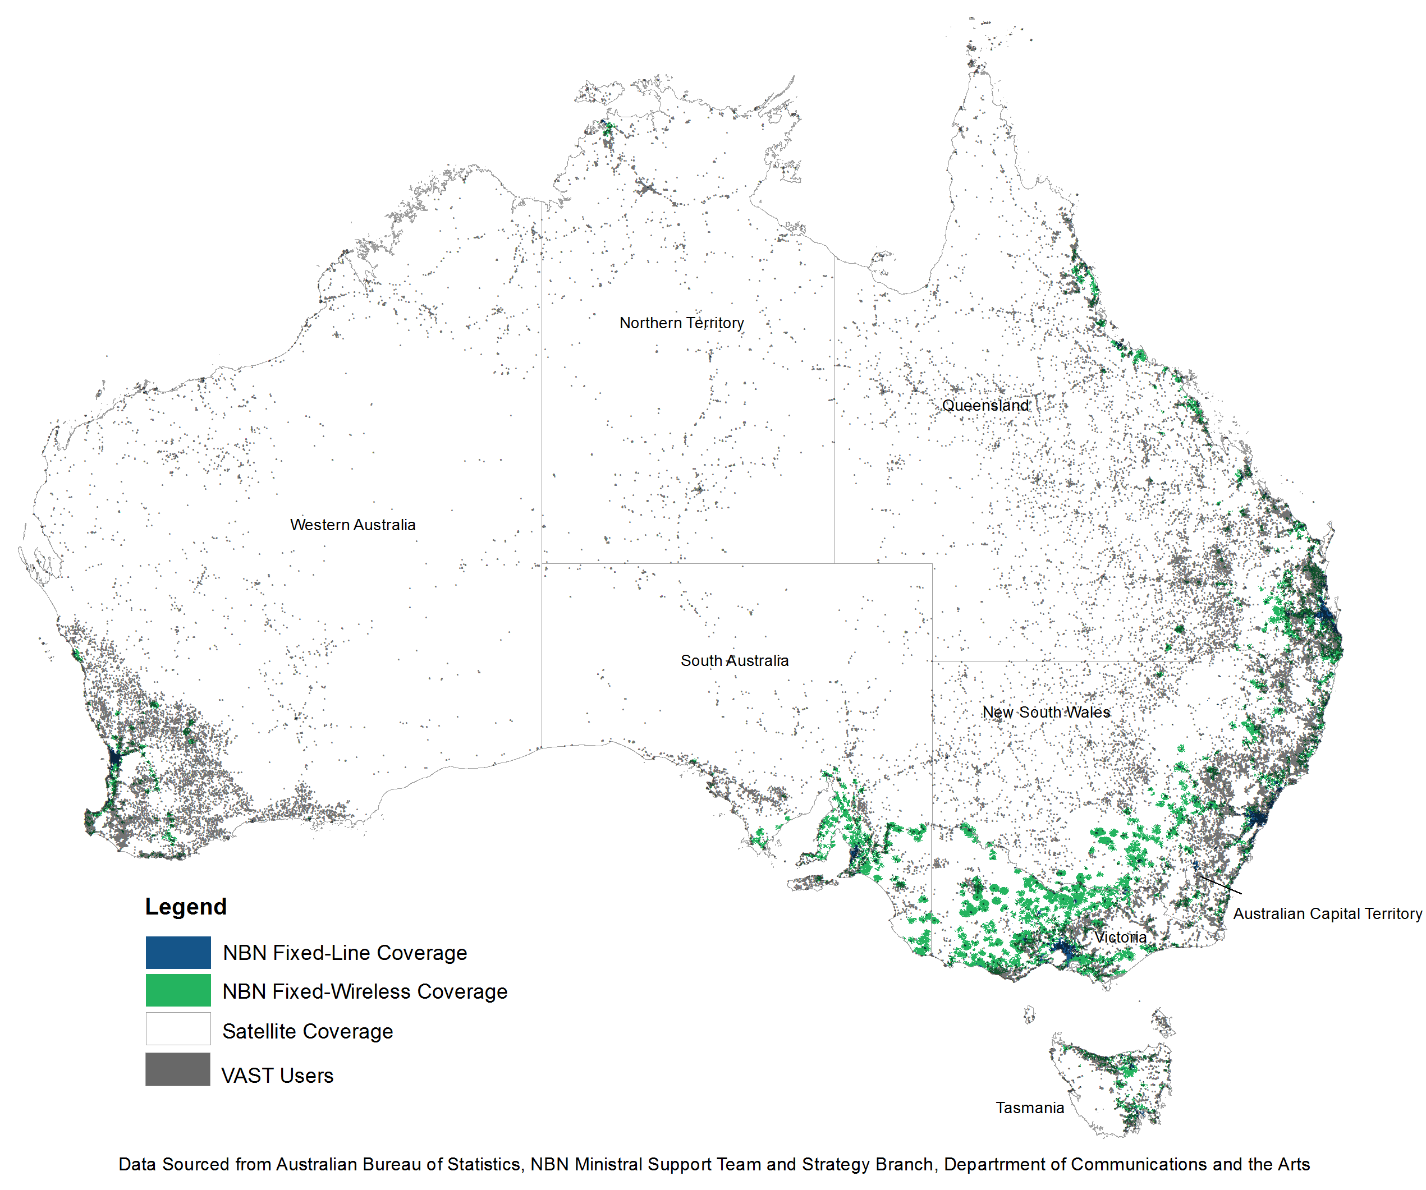 Northern Territory
Queensland
Western Australia
South Australia
New South Wales
Australian Capital Territory
Victoria
Tasmania
Legend
NBN Fixed-Line Coverage
NBN Fixed-Wireless Coverage
Satellite Coverage
VAST Users
Data Sourced from Australian Bureau of Statistics, NBN Ministral Support Team and Strategy Branch, Departrment of Communications and the Arts